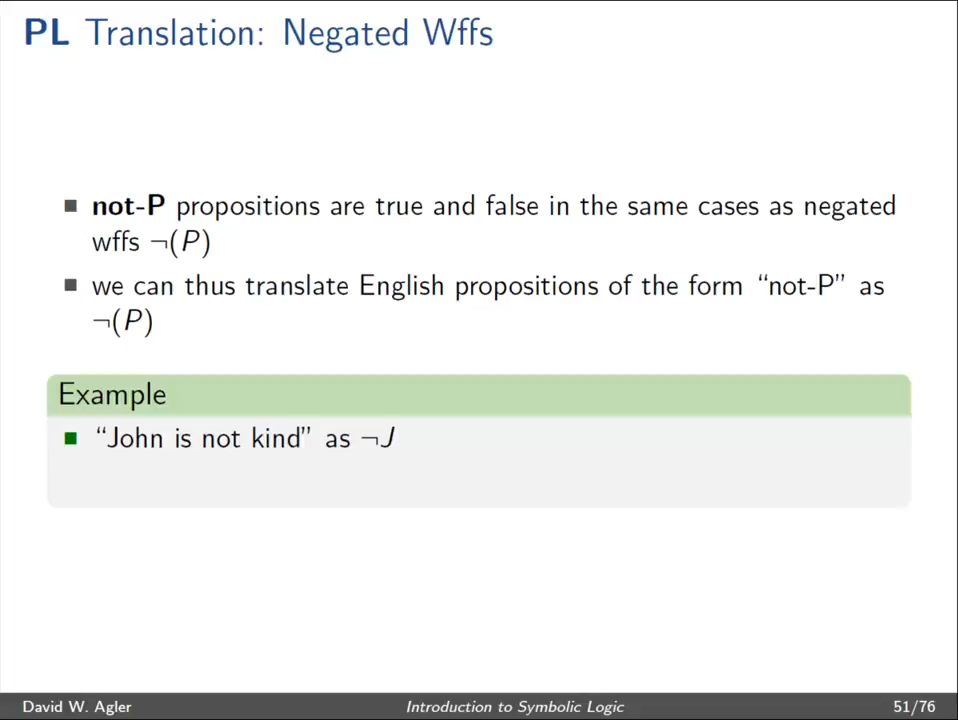 PL Translation: Negated Wffs
not-P propositions are true and false in the same cases as negated
wffs ¬(P)
we can thus translate English propositions of the form “not-P” as
¬(P)
Example
“John is not kind” as ¬J
David W. Agler Introduction to Symbolic Logic 51/76